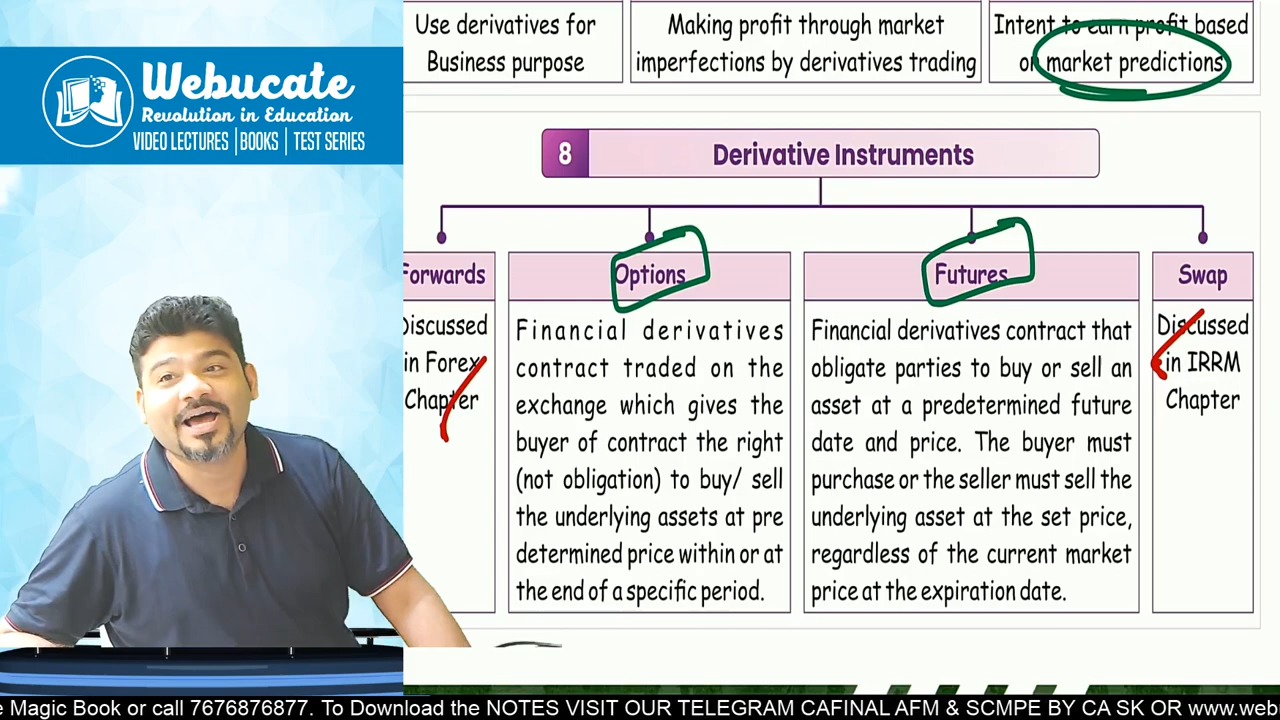 Webucate
Revolution in Education
VIDEO LECTURES | BOOKS | TEST SERIES
Use derivatives for
Business purpose
Making profit through market
imperfections by derivatives trading
Intent to earn profit based
on market predictions
8 Derivative Instruments
Forwards
Discussed
in Forex
Chapter
Options
Financial derivatives
contract traded on the
exchange which gives the
buyer of contract the right
(not obligation) to buy/ sell
the underlying assets at pre
determined price within or at
the end of a specific period.
Futures
Financial derivatives contract that
obligate parties to buy or sell an
asset at a predetermined future
date and price. The buyer must
purchase or the seller must sell the
underlying asset at the set price,
regardless of the current market
price at the expiration date.
Swap
Discussed
in IRRM
Chapter
e Magic Book or call 7676876877. To Download the NOTES VISIT OUR TELEGRAM CAFINAL AFM & SCMPE BY CA SK OR www.web